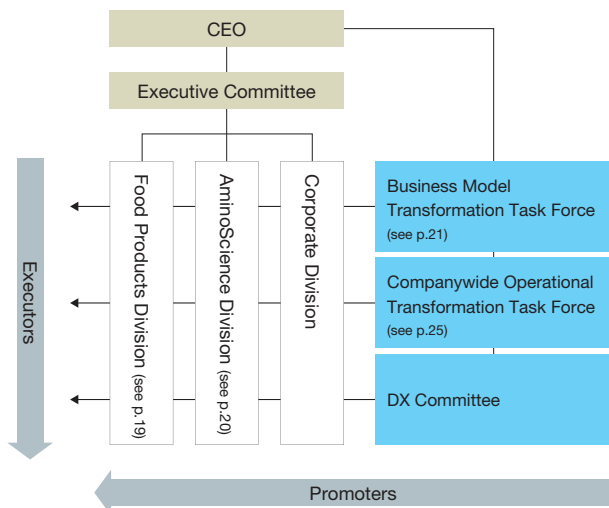 CEO
Executive Committee
Executors
Food Products Division (see p.19)
AminoScience Division (see p.20)
Corporate Division
Business Model
Transformation Task Force
(see p.21)
Companywide Operational
Transformation Task Force
(see p.25)
DX Committee
Promoters